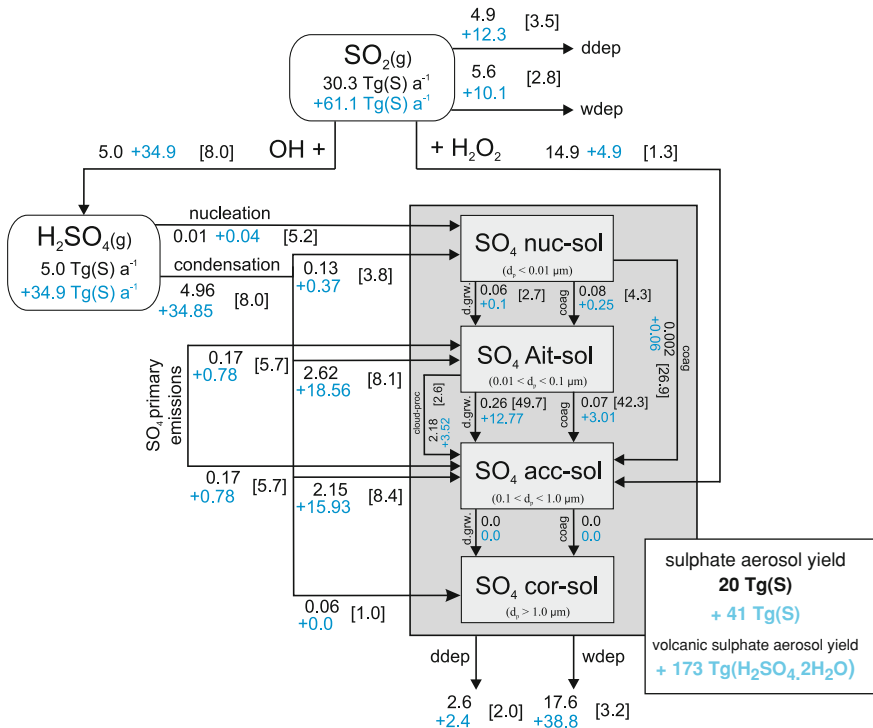 4.9 [3.5]
+12.3
ddep
SO₂(g)
30.3 Tg(S) a⁻¹
+61.1 Tg(S) a⁻¹
5.6 [2.8]
+10.1
wdep
5.0 +34.9 [8.0] OH + + H₂O₂ 14.9 +4.9 [1.3]
H₂SO₄(g)
5.0 Tg(S) a⁻¹
+34.9 Tg(S) a⁻¹
nucleation
0.01 +0.04 [5.2]
condensation
4.96 [8.0]
+34.85
0.13 [3.8]
+0.37
SO₄ nuc-sol
(dₚ < 0.01 µm)
d.grw.
0.06 [2.7]
+0.1
coag
0.08 [4.3]
+0.25
coag
0.002 [26.9]
+0.06
SO₄ primary
emissions
0.17 [5.7]
+0.78
2.62 [8.1]
+18.56
SO₄ Ait-sol
(0.01 < dₚ < 0.1 µm)
cloud-proc
2.18 [2.6]
+3.52
d.grw.
0.26 [49.7]
+12.77
coag
0.07 [42.3]
+3.01
0.17 [5.7]
+0.78
2.15 [8.4]
+15.93
SO₄ acc-sol
(0.1 < dₚ < 1.0 µm)
d.grw.
0.0
0.0
coag
0.0
0.0
0.06 [1.0]
+0.0
SO₄ cor-sol
(dₚ > 1.0 µm)
ddep
2.6 [2.0]
+2.4
wdep
17.6 [3.2]
+38.8
sulphate aerosol yield
20 Tg(S)
+ 41 Tg(S)
volcanic sulphate aerosol yield
+ 173 Tg(H₂SO₄.2H₂O)